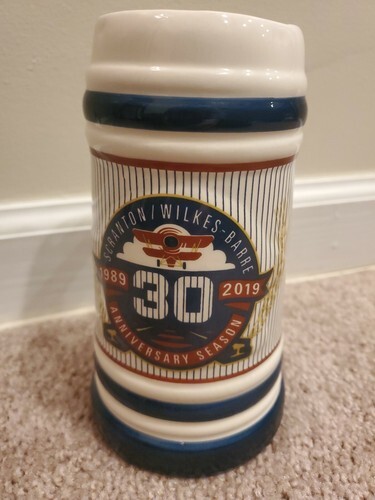 SCRANTON/WILKES-BARRE
1989
30
2019
ANNIVERSARY SEASON